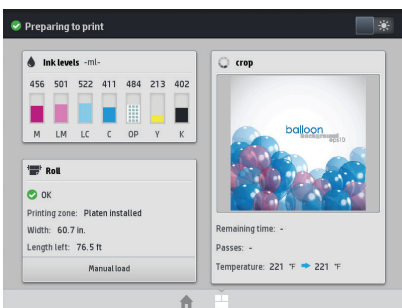 Preparing to print
Ink levels -ml-
456 501 522 411 484 213 402
M LM LC C OP Y K
Roll
OK
Printing zone: Platen installed
Width: 60.7 in.
Length left: 76.5 ft
Manual load
crop
balloon
background
eps10
Remaining time: -
Passes: -
Temperature: 221 °F ➡ 221 °F